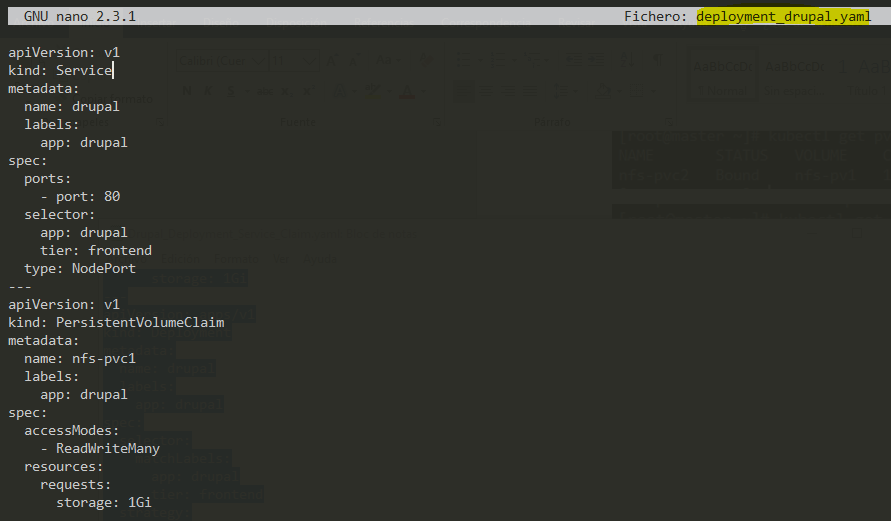 GNU nano 2.3.1 Fichero: deployment_drupal.yaml
apiVersion: v1
kind: Service
metadata:
  name: drupal
  labels:
    app: drupal
spec:
  ports:
    - port: 80
  selector:
    app: drupal
    tier: frontend
  type: NodePort
---
apiVersion: v1
kind: PersistentVolumeClaim
metadata:
  name: nfs-pvc1
  labels:
    app: drupal
spec:
  accessModes:
    - ReadWriteMany
  resources:
    requests:
      storage: 1Gi